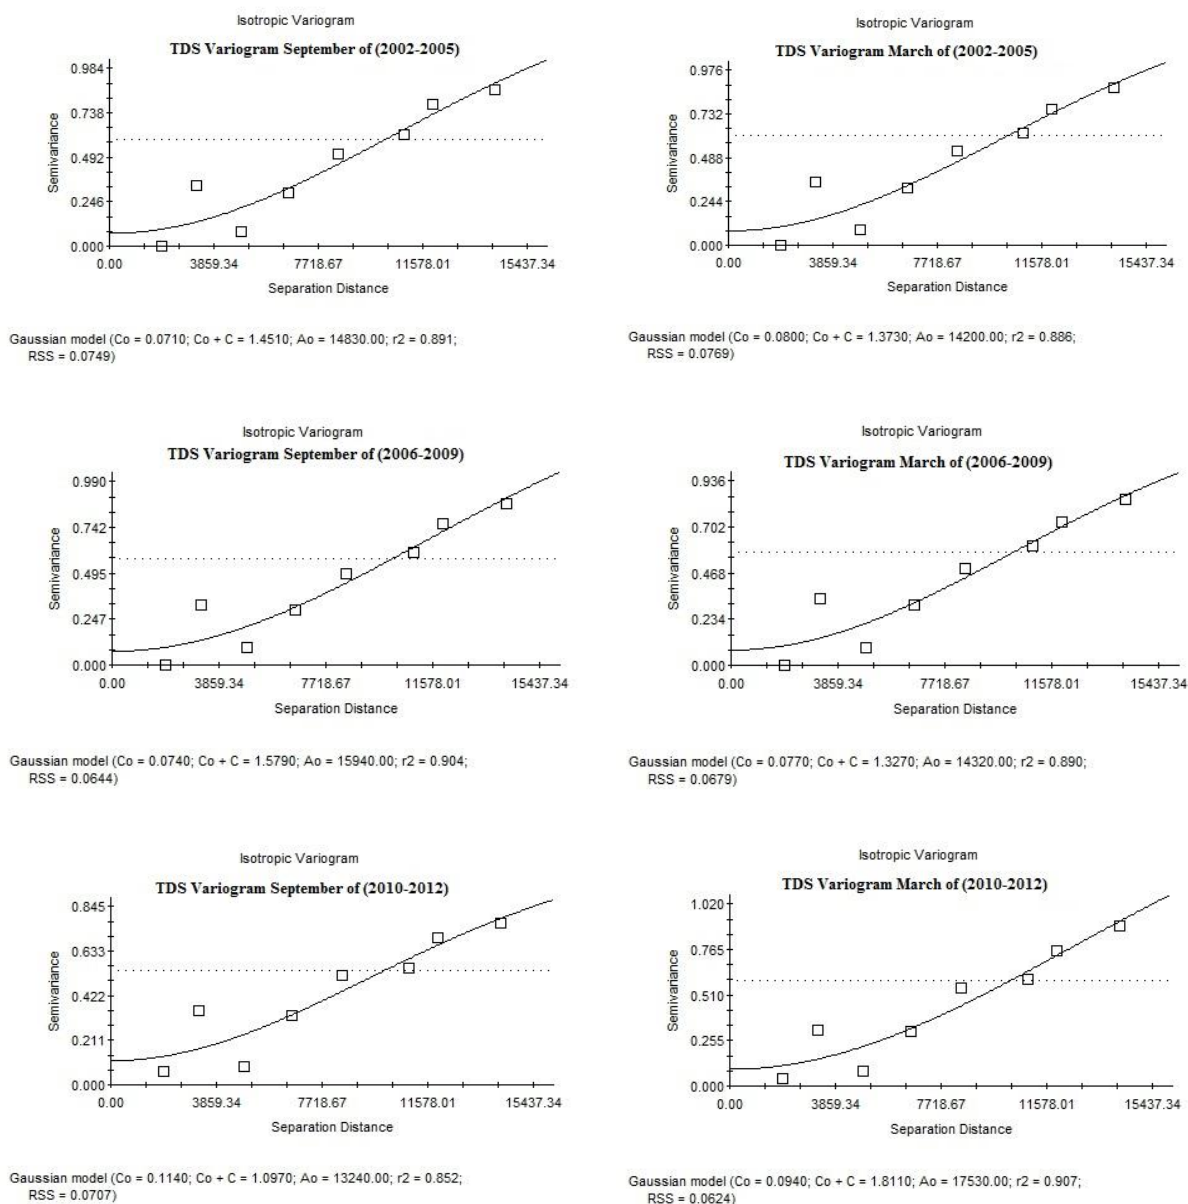 Isotropic Variogram
TDS Variogram September of (2002-2005)
0.984
0.738
0.492
0.246
0.000
Semivariance
0.00 3859.34 7718.67 11578.01 15437.34
Separation Distance
Gaussian model (Co = 0.0710; Co + C = 1.4510; Ao = 14830.00; r2 = 0.891;
RSS = 0.0749)
Isotropic Variogram
TDS Variogram March of (2002-2005)
0.976
0.732
0.488
0.244
0.000
Semivariance
0.00 3859.34 7718.67 11578.01 15437.34
Separation Distance
Gaussian model (Co = 0.0800; Co + C = 1.3730; Ao = 14200.00; r2 = 0.886;
RSS = 0.0769)
Isotropic Variogram
TDS Variogram September of (2006-2009)
0.990
0.742
0.495
0.247
0.000
Semivariance
0.00 3859.34 7718.67 11578.01 15437.34
Separation Distance
Gaussian model (Co = 0.0740; Co + C = 1.5790; Ao = 15940.00; r2 = 0.904;
RSS = 0.0644)
Isotropic Variogram
TDS Variogram March of (2006-2009)
0.936
0.702
0.468
0.234
0.000
Semivariance
0.00 3859.34 7718.67 11578.01 15437.34
Separation Distance
Gaussian model (Co = 0.0770; Co + C = 1.3270; Ao = 14320.00; r2 = 0.890;
RSS = 0.0679)
Isotropic Variogram
TDS Variogram September of (2010-2012)
0.845
0.633
0.422
0.211
0.000
Semivariance
0.00 3859.34 7718.67 11578.01 15437.34
Separation Distance
Gaussian model (Co = 0.1140; Co + C = 1.0970; Ao = 13240.00; r2 = 0.852;
RSS = 0.0707)
Isotropic Variogram
TDS Variogram March of (2010-2012)
1.020
0.765
0.510
0.255
0.000
Semivariance
0.00 3859.34 7718.67 11578.01 15437.34
Separation Distance
Gaussian model (Co = 0.0940; Co + C = 1.8110; Ao = 17530.00; r2 = 0.907;
RSS = 0.0624)